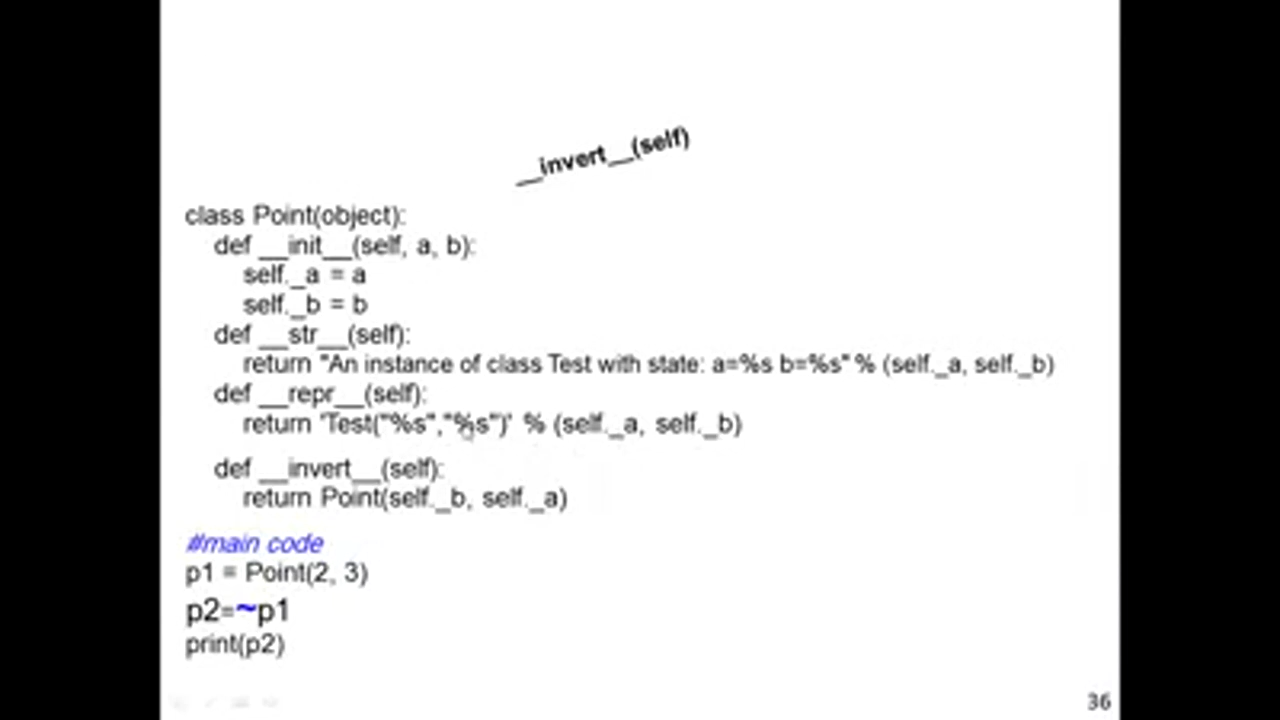 __invert__(self)
class Point(object):
def __init__(self, a, b):
self._a = a
self._b = b
def __str__(self):
return "An instance of class Test with state: a=%s b=%s" % (self._a, self._b)
def __repr__(self):
return 'Test("%s","%s")' % (self._a, self._b)
def __invert__(self):
return Point(self._b, self._a)
#main code
p1 = Point(2, 3)
p2=~p1
print(p2)
36